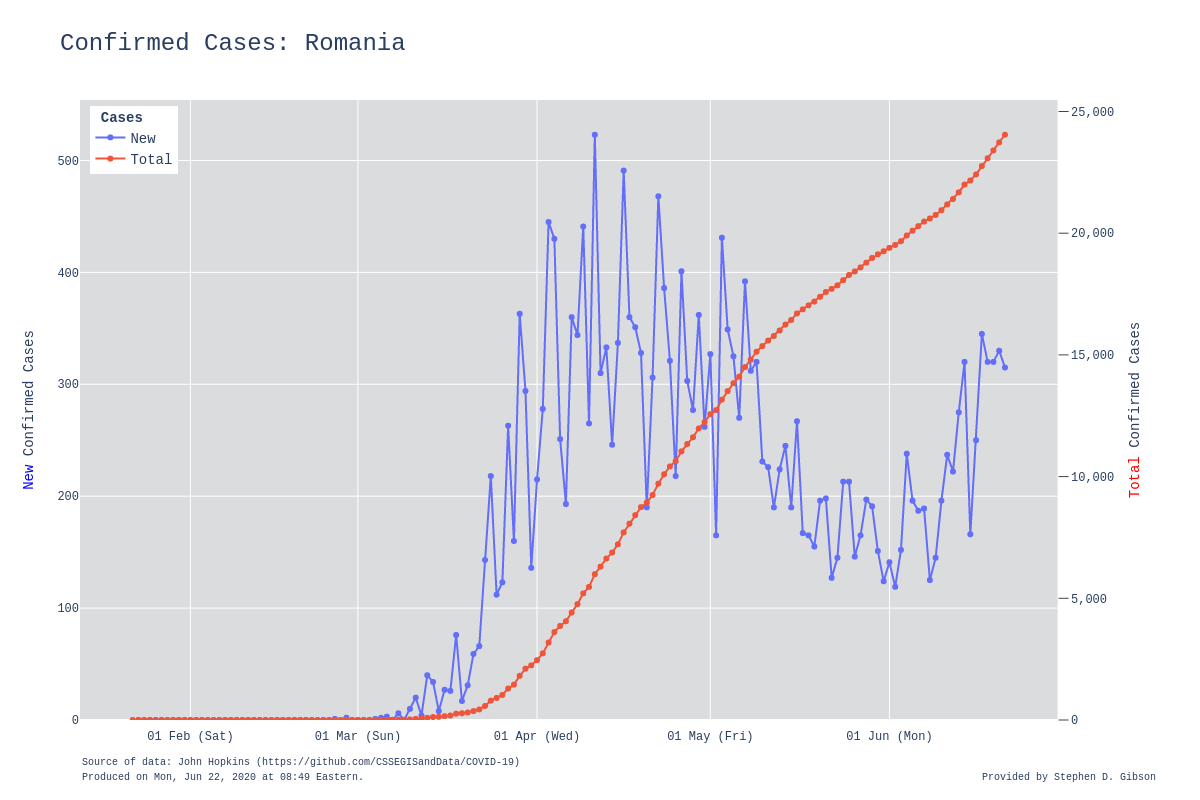 Confirmed Cases: Romania
Cases
New
Total
500
400
300
200
100
0
25,000
20,000
15,000
10,000
5,000
0
New Confirmed Cases
Total Confirmed Cases
01 Feb (Sat)
01 Mar (Sun)
01 Apr (Wed)
01 May (Fri)
01 Jun (Mon)
Source of data: John Hopkins (https://github.com/CSSEGISandData/COVID-19)
Produced on Mon, Jun 22, 2020 at 08:49 Eastern.
Provided by Stephen D. Gibson